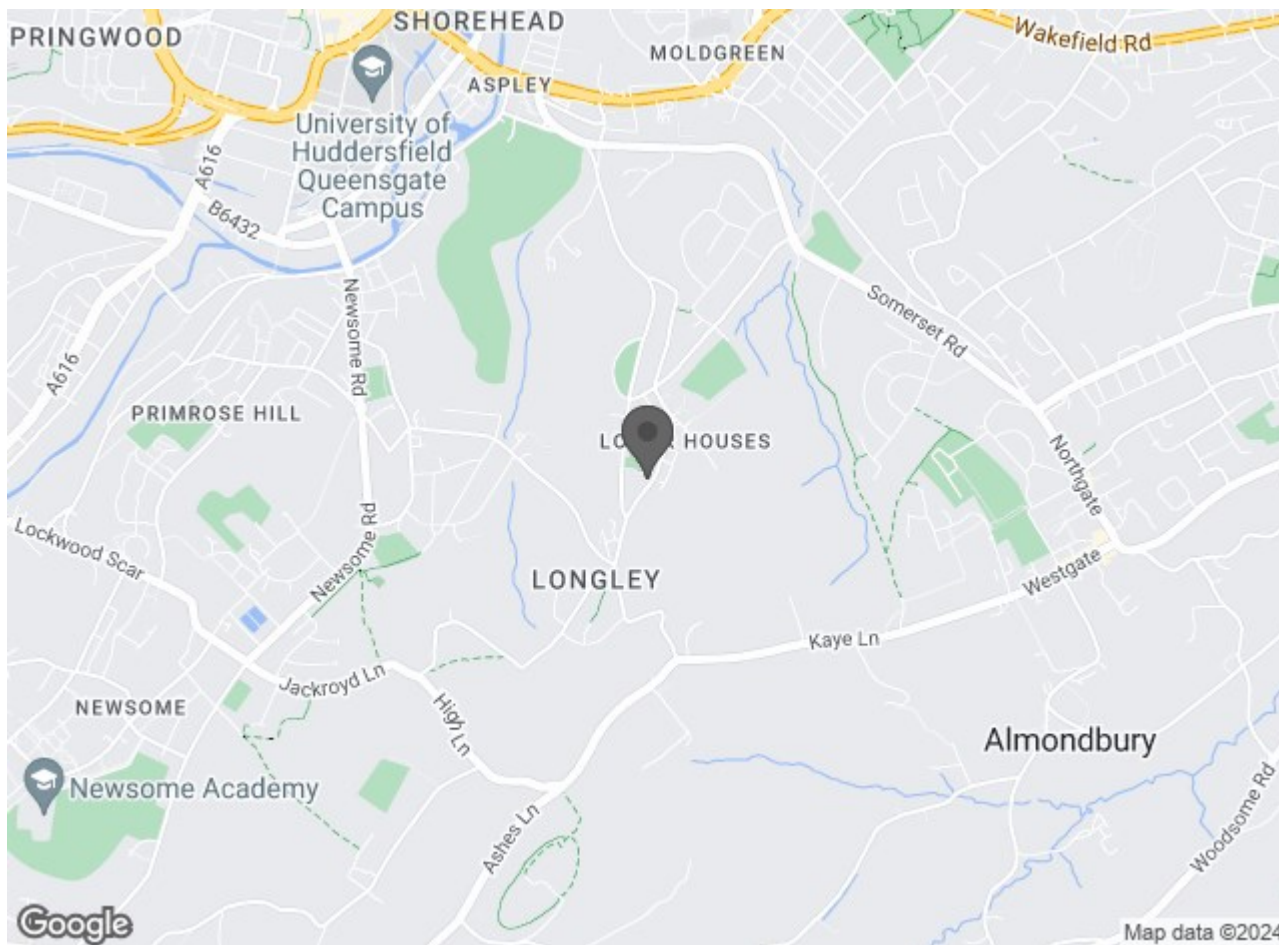 PRINGWOOD
SHOREHEAD
Wakefield Rd
MOLDGREEN
ASPLEY
University of
Huddersfield
Queensgate
Campus
A616
B6432
Newsome Rd
Somerset Rd
A616
PRIMROSE HILL
HOUSES
Northgate
Newsome Rd
Lockwood Scar
LONGLEY
Westgate
Kaye Ln
Jackroyd Ln
NEWSOME
High Ln
Almondbury
Newsome Academy
Ashes Ln
Woodsome Rd
Google
Map data ©2024